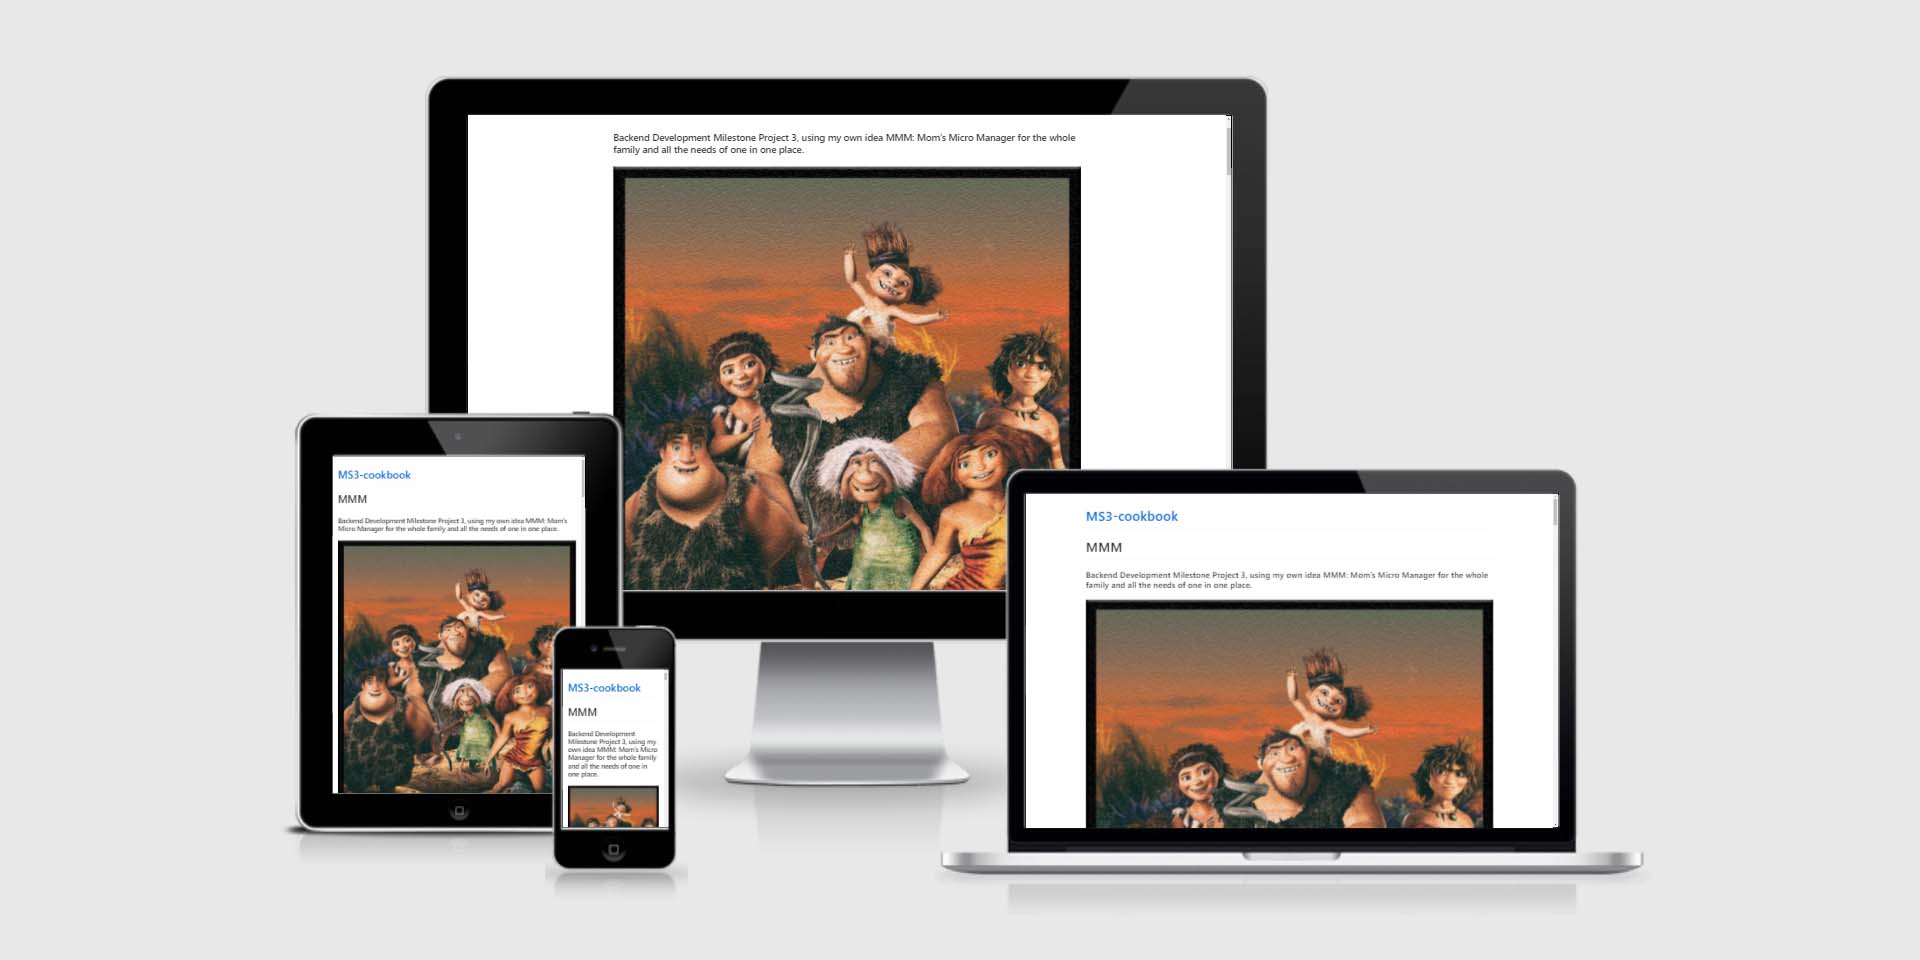 Backend Development Milestone Project 3, using my own idea MMM: Mom's Micro Manager for the whole
family and all the needs of one in one place.
MS3-cookbook
MMM
Backend Development Milestone Project 3, using my own idea MMM: Mom's
Micro Manager for the whole family and all the needs of one in one place.
MS3-cookbook
MMM
Backend Development
Milestone Project 3, using my
own idea MMM: Mom's Micro
Manager for the whole family
and all the needs of one in
one place.
MS3-cookbook
MMM
Backend Development Milestone Project 3, using my own idea MMM: Mom's Micro Manager for the whole
family and all the needs of one in one place.